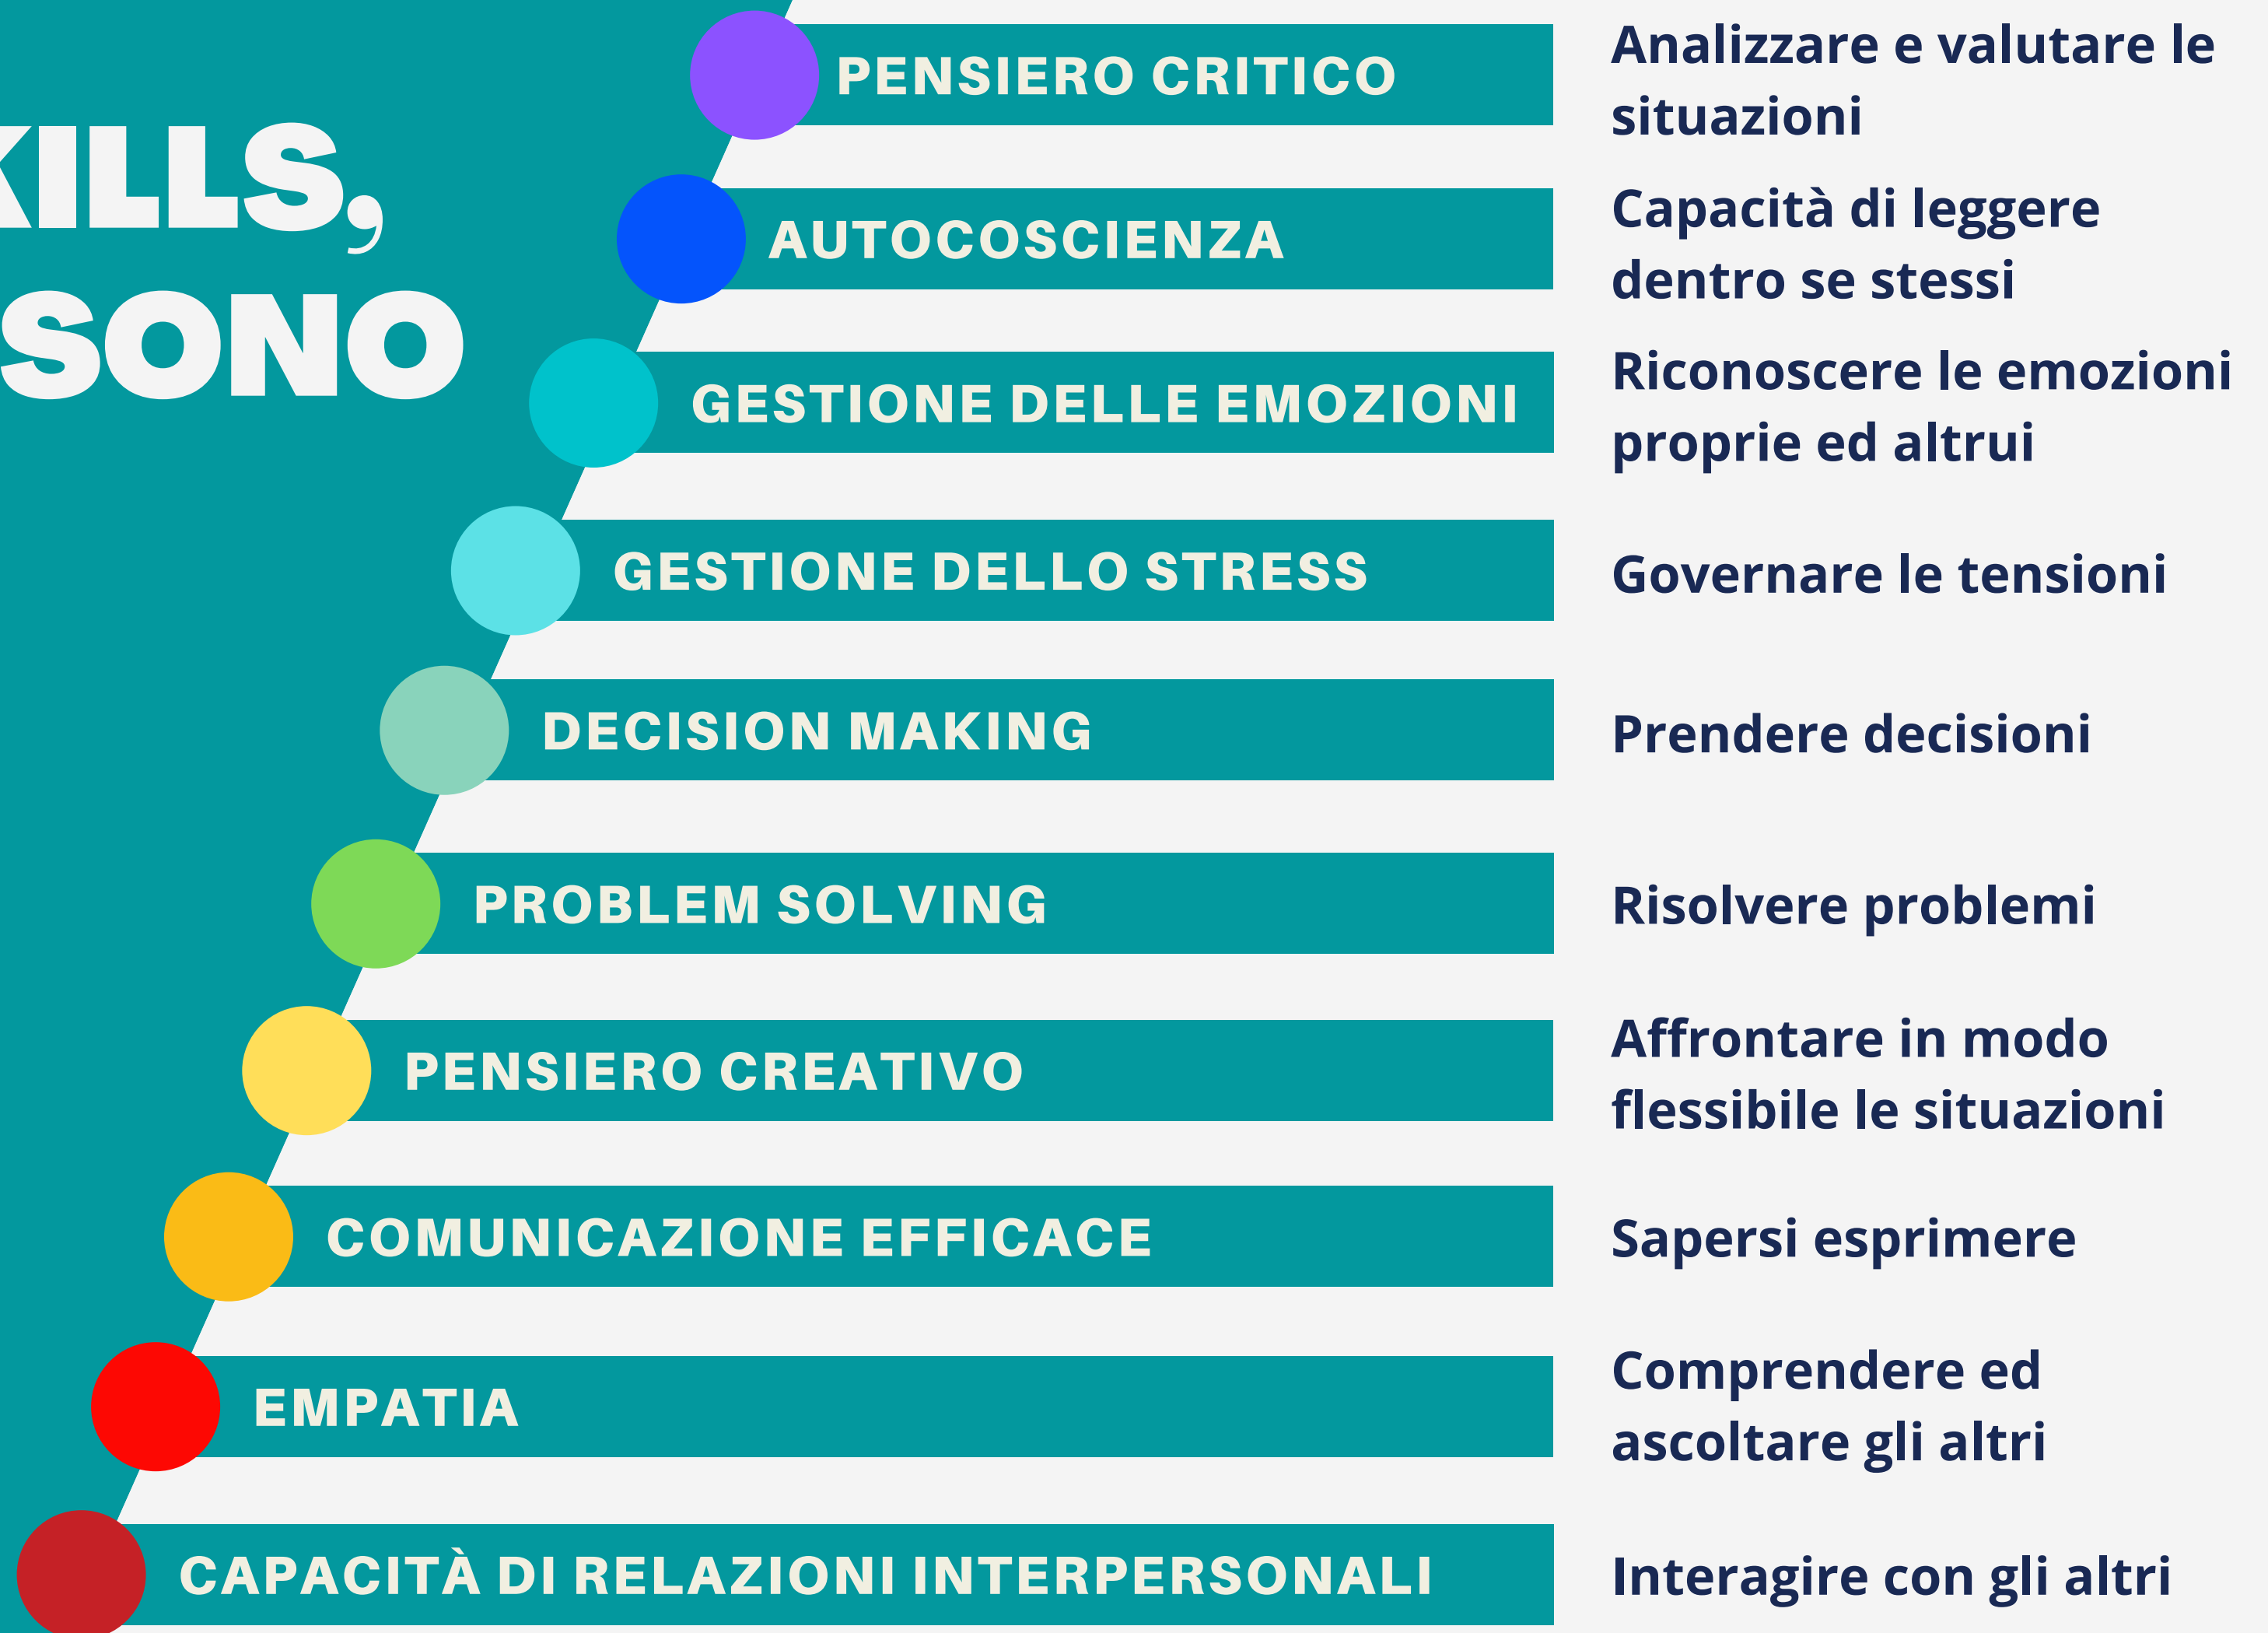 KILLS,
SONO
PENSIERO CRITICO
Analizzare e valutare le
situazioni
AUTOCOSCIENZA
Capacità di leggere
dentro se stessi
GESTIONE DELLE EMOZIONI
Riconoscere le emozioni
proprie ed altrui
GESTIONE DELLO STRESS
Governare le tensioni
DECISION MAKING
Prendere decisioni
PROBLEM SOLVING
Risolvere problemi
PENSIERO CREATIVO
Affrontare in modo
flessibile le situazioni
COMUNICAZIONE EFFICACE
Sapersi esprimere
EMPATIA
Comprendere ed
ascoltare gli altri
CAPACITÀ DI RELAZIONI INTERPERSONALI
Interagire con gli altri